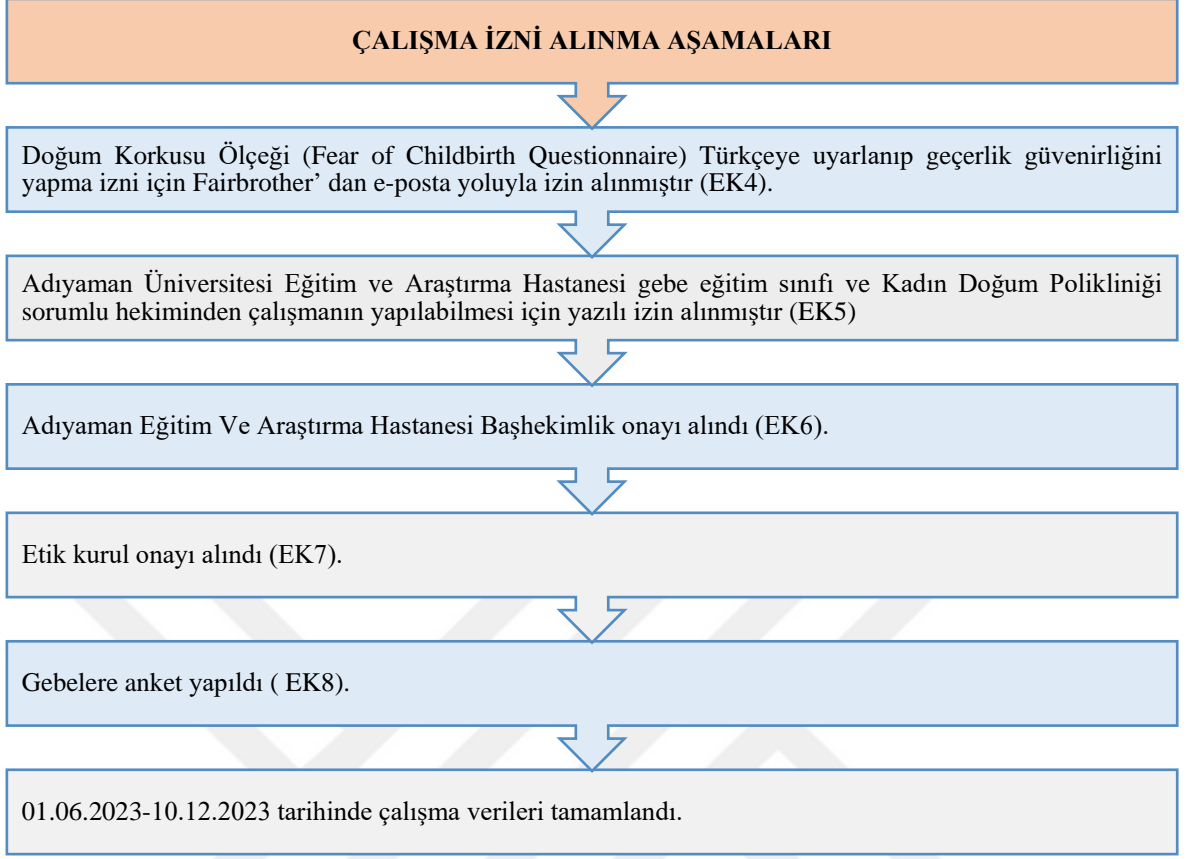 ÇALIŞMA İZNİ ALINMA AŞAMALARI
Doğum Korkusu Ölçeği (Fear of Childbirth Questionnaire) Türkçeye uyarlanıp geçerlik güvenirliğini
yapma izni için Fairbrother’ dan e-posta yoluyla izin alınmıştır (EK4).
Adıyaman Üniversitesi Eğitim ve Araştırma Hastanesi gebe eğitim sınıfı ve Kadın Doğum Polikliniği
sorumlu hekiminden çalışmanın yapılabilmesi için yazılı izin alınmıştır (EK5)
Adıyaman Eğitim Ve Araştırma Hastanesi Başhekimlik onayı alındı (EK6).
Etik kurul onayı alındı (EK7).
Gebelere anket yapıldı ( EK8).
01.06.2023-10.12.2023 tarihinde çalışma verileri tamamlandı.